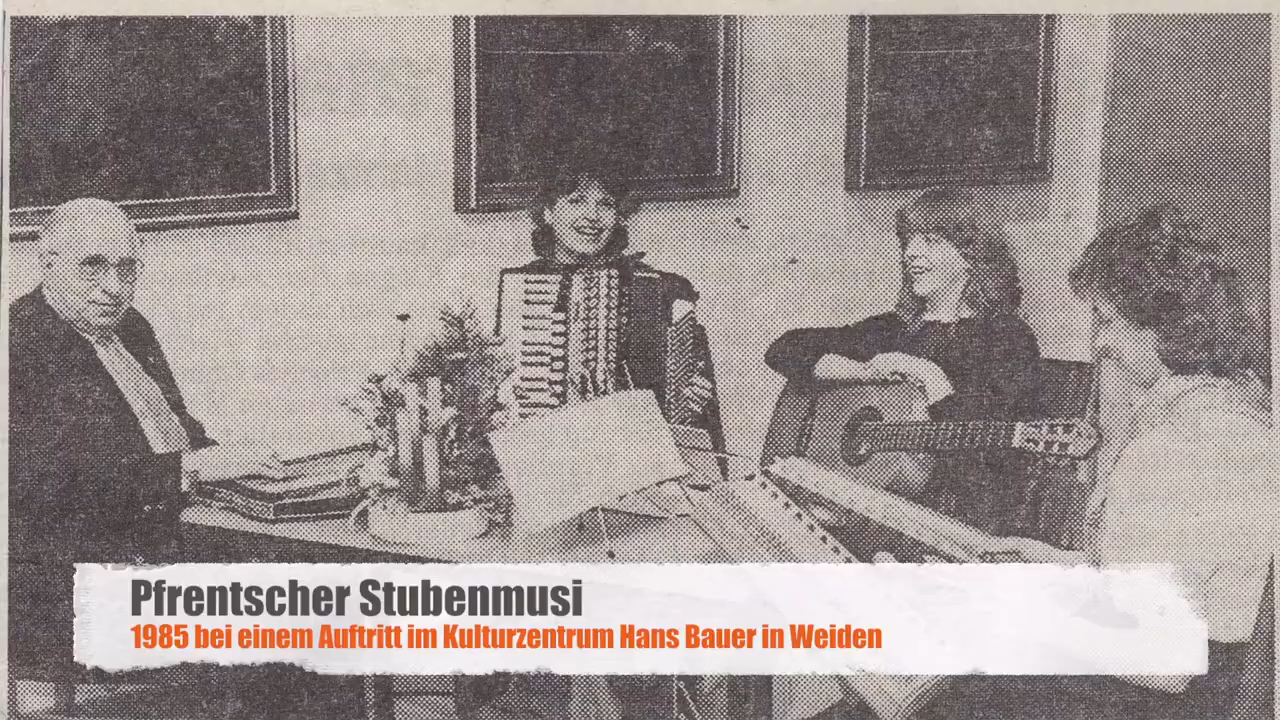 Pfrentscher Stubenmusi
1985 bei einem Auftritt im Kulturzentrum Hans Bauer in Weiden